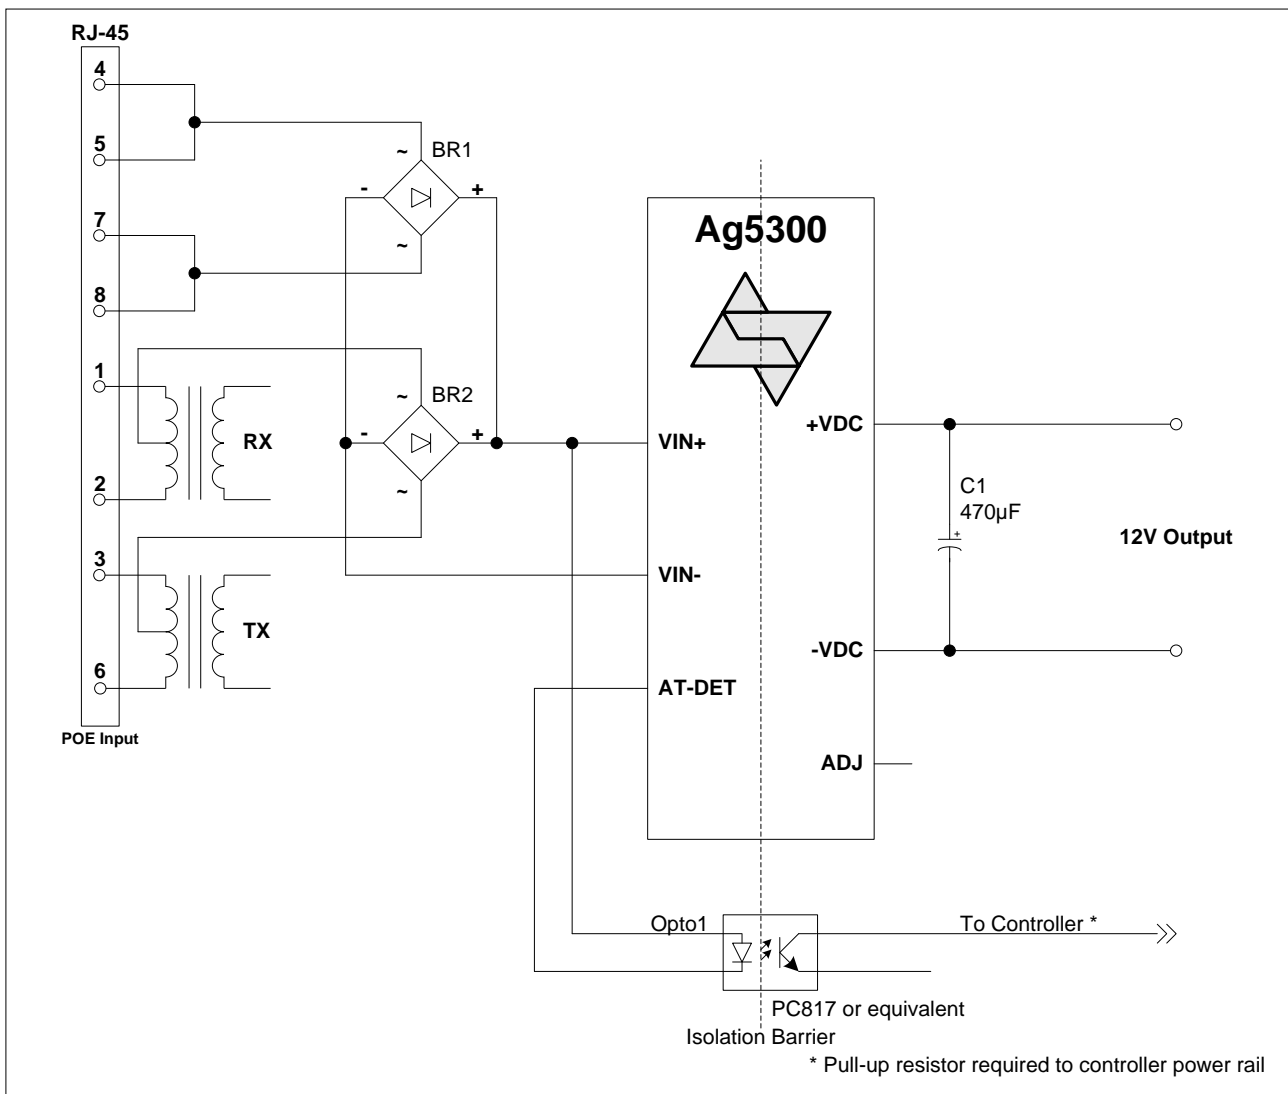 RJ-45
4
5
7
8
1
2
3
6
POE Input
~
BR1
-
+
~
~
BR2
-
+
~
RX
TX
Ag5300
VIN+
VIN-
AT-DET
+VDC
-VDC
ADJ
C1
470µF
+
12V Output
Opto1
To Controller *
PC817 or equivalent
Isolation Barrier
* Pull-up resistor required to controller power rail